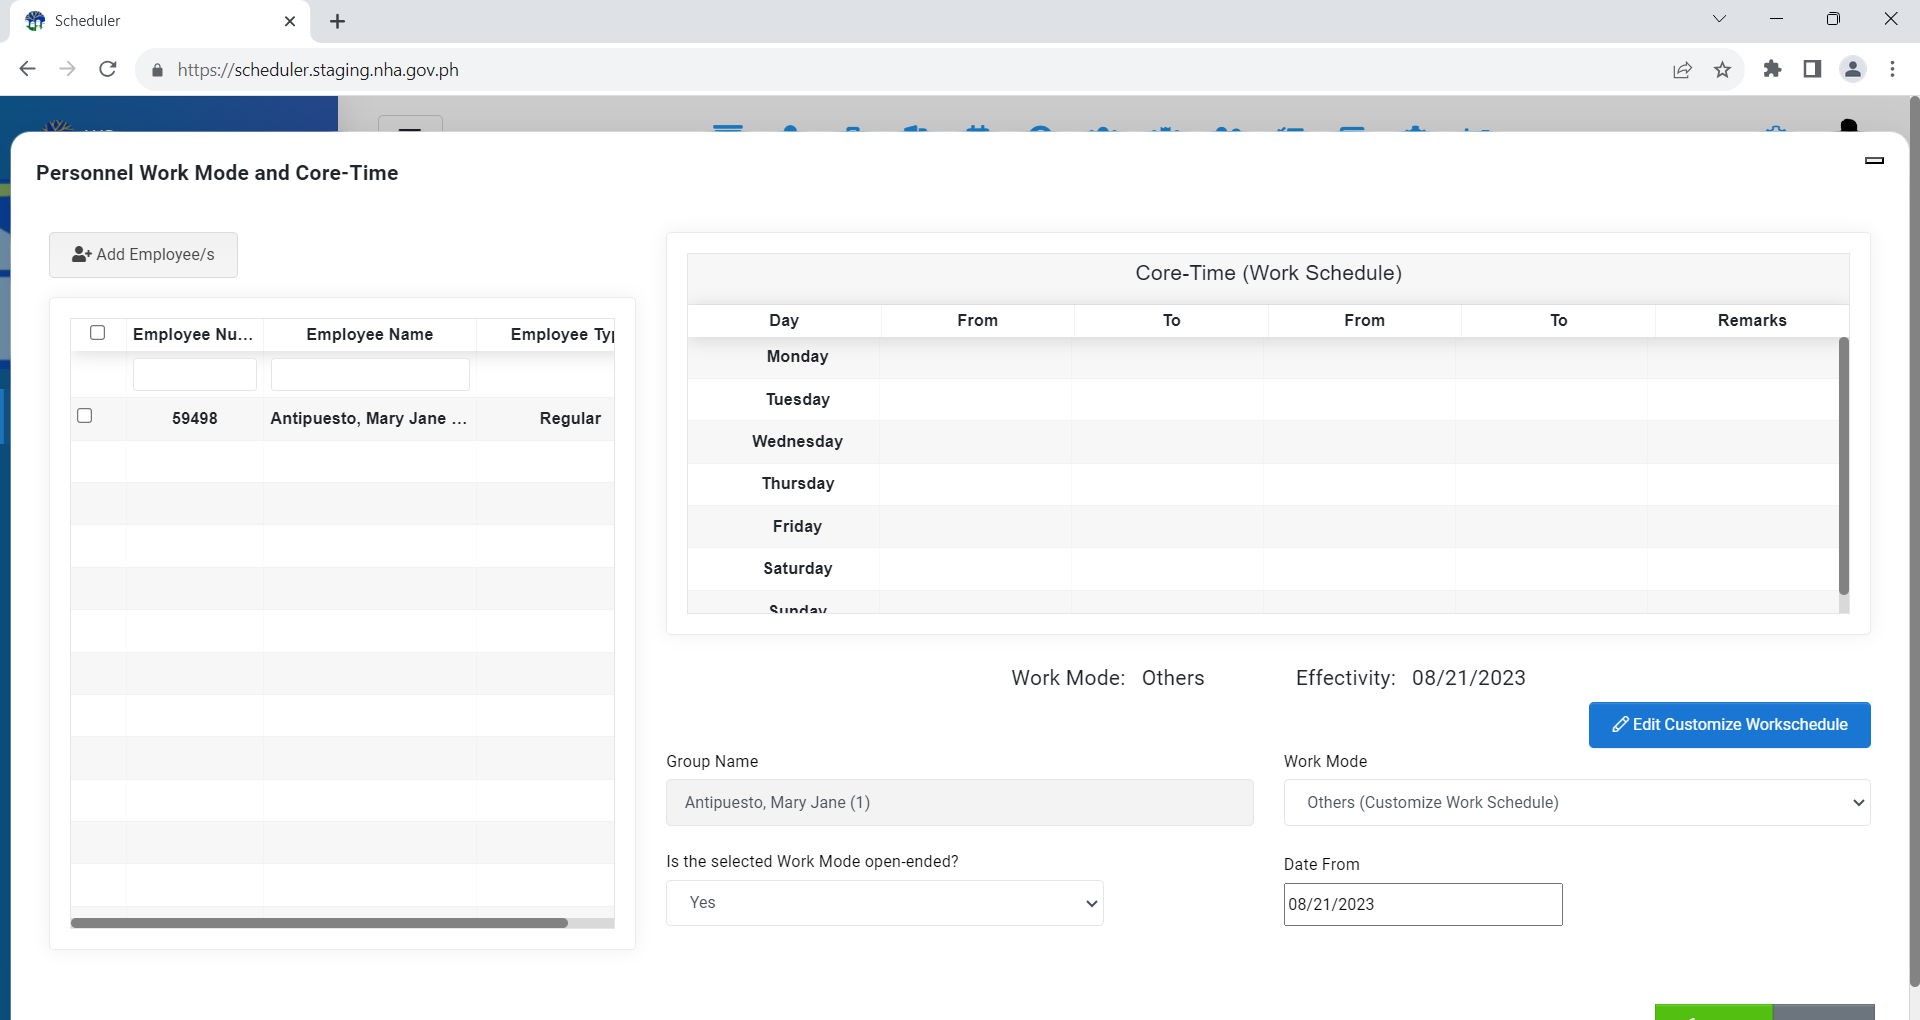 Scheduler
https://scheduler.staging.nha.gov.ph
Personnel Work Mode and Core-Time
Add Employee/s
Employee Nu... Employee Name Employee Typ
59498 Antipuesto, Mary Jane ... Regular
Core-Time (Work Schedule)
Day From To From To Remarks
Monday
Tuesday
Wednesday
Thursday
Friday
Saturday
Sunday
Work Mode: Others Effectivity: 08/21/2023
Edit Customize Workschedule
Group Name Work Mode
Antipuesto, Mary Jane (1) Others (Customize Work Schedule)
Is the selected Work Mode open-ended? Date From
Yes 08/21/2023